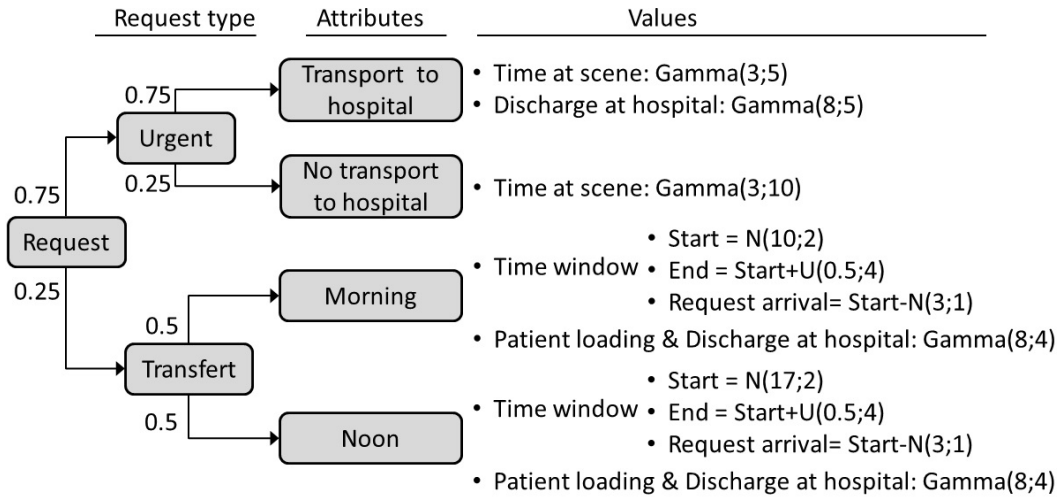 Request type Attributes Values
Transport to
hospital
• Time at scene: Gamma(3;5)
• Discharge at hospital: Gamma(8;5)
0.75
Urgent
0.25
No transport
to hospital
• Time at scene: Gamma(3;10)
0.75
Request
0.25
• Time window
• Start = N(10;2)
• End = Start+U(0.5;4)
• Request arrival= Start-N(3;1)
Morning
• Patient loading & Discharge at hospital: Gamma(8;4)
0.5
Transfert
0.5
• Time window
• Start = N(17;2)
• End = Start+U(0.5;4)
• Request arrival= Start-N(3;1)
Noon
• Patient loading & Discharge at hospital: Gamma(8;4)